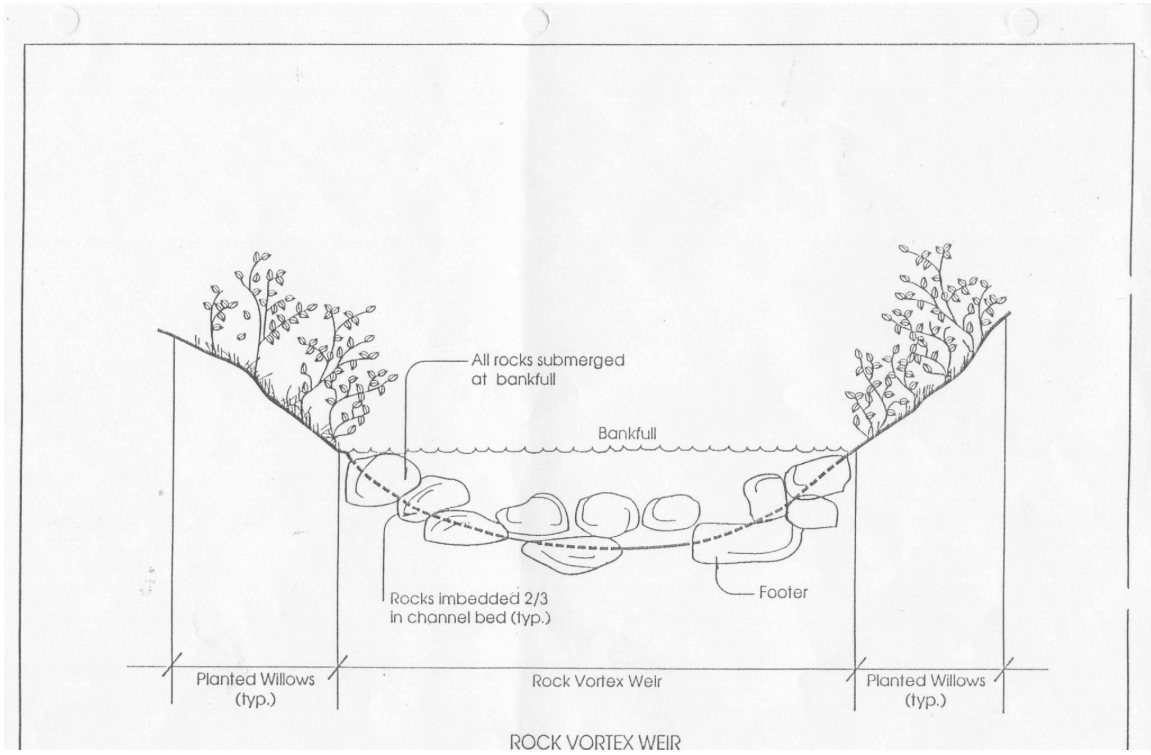 All rocks submerged
at bankfull
Bankfull
Rocks imbedded 2/3
in channel bed (typ.)
Footer
Planted Willows
(typ.)
Rock Vortex Weir
Planted Willows
(typ.)
ROCK VORTEX WEIR